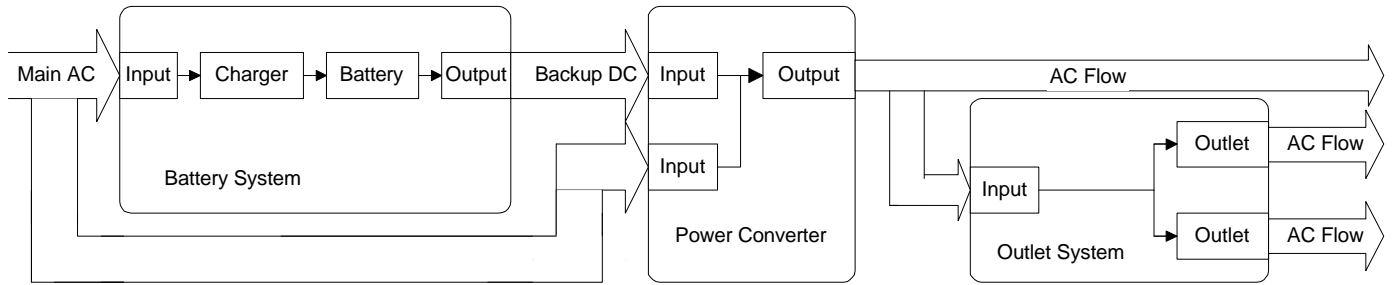 Main AC
Input
Charger
Battery
Output
Battery System
Backup DC
Input
Input
Output
Power Converter
AC Flow
Input
Outlet
Outlet
Outlet System
AC Flow
AC Flow